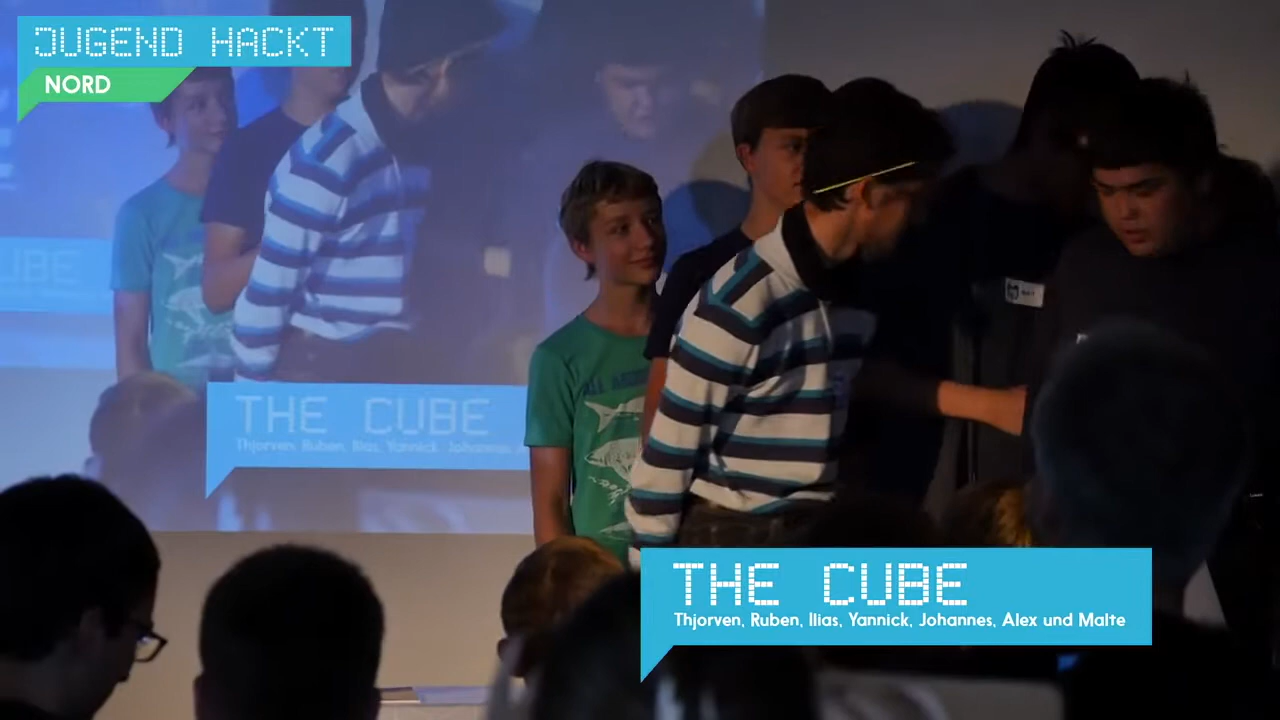 JUGEND HACKT
NORD
UBE
THE CUBE
Thjorven, Ruben, Ilias, Yannick, Johannes,
THE CUBE
Thjorven, Ruben, Ilias, Yannick, Johannes, Alex und Malte